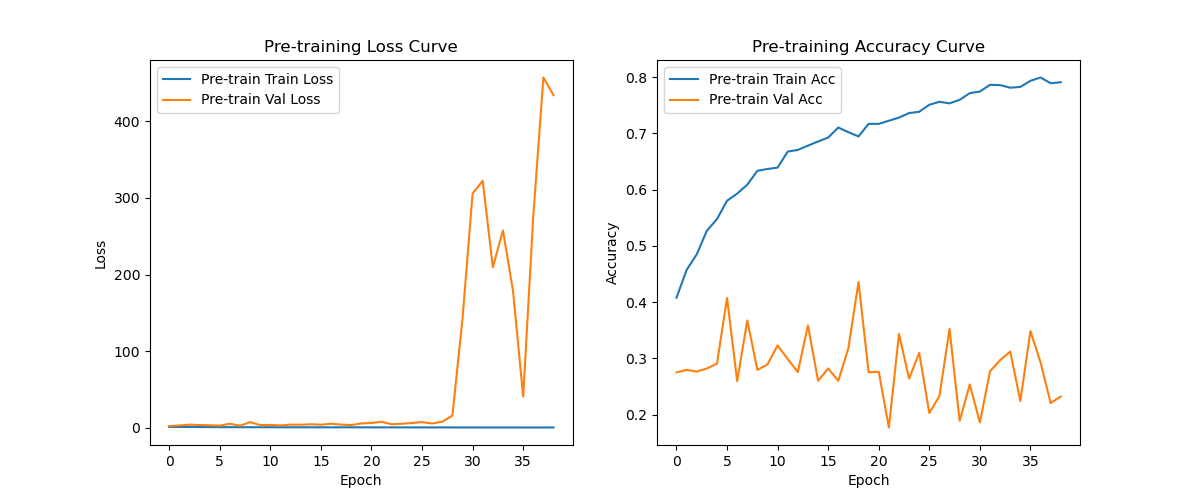 Pre-training Loss Curve
Pre-train Train Loss
Pre-train Val Loss
Loss
400
300
200
100
0
0 5 10 15 20 25 30 35
Epoch
Pre-training Accuracy Curve
Pre-train Train Acc
Pre-train Val Acc
Accuracy
0.8
0.7
0.6
0.5
0.4
0.3
0.2
0 5 10 15 20 25 30 35
Epoch